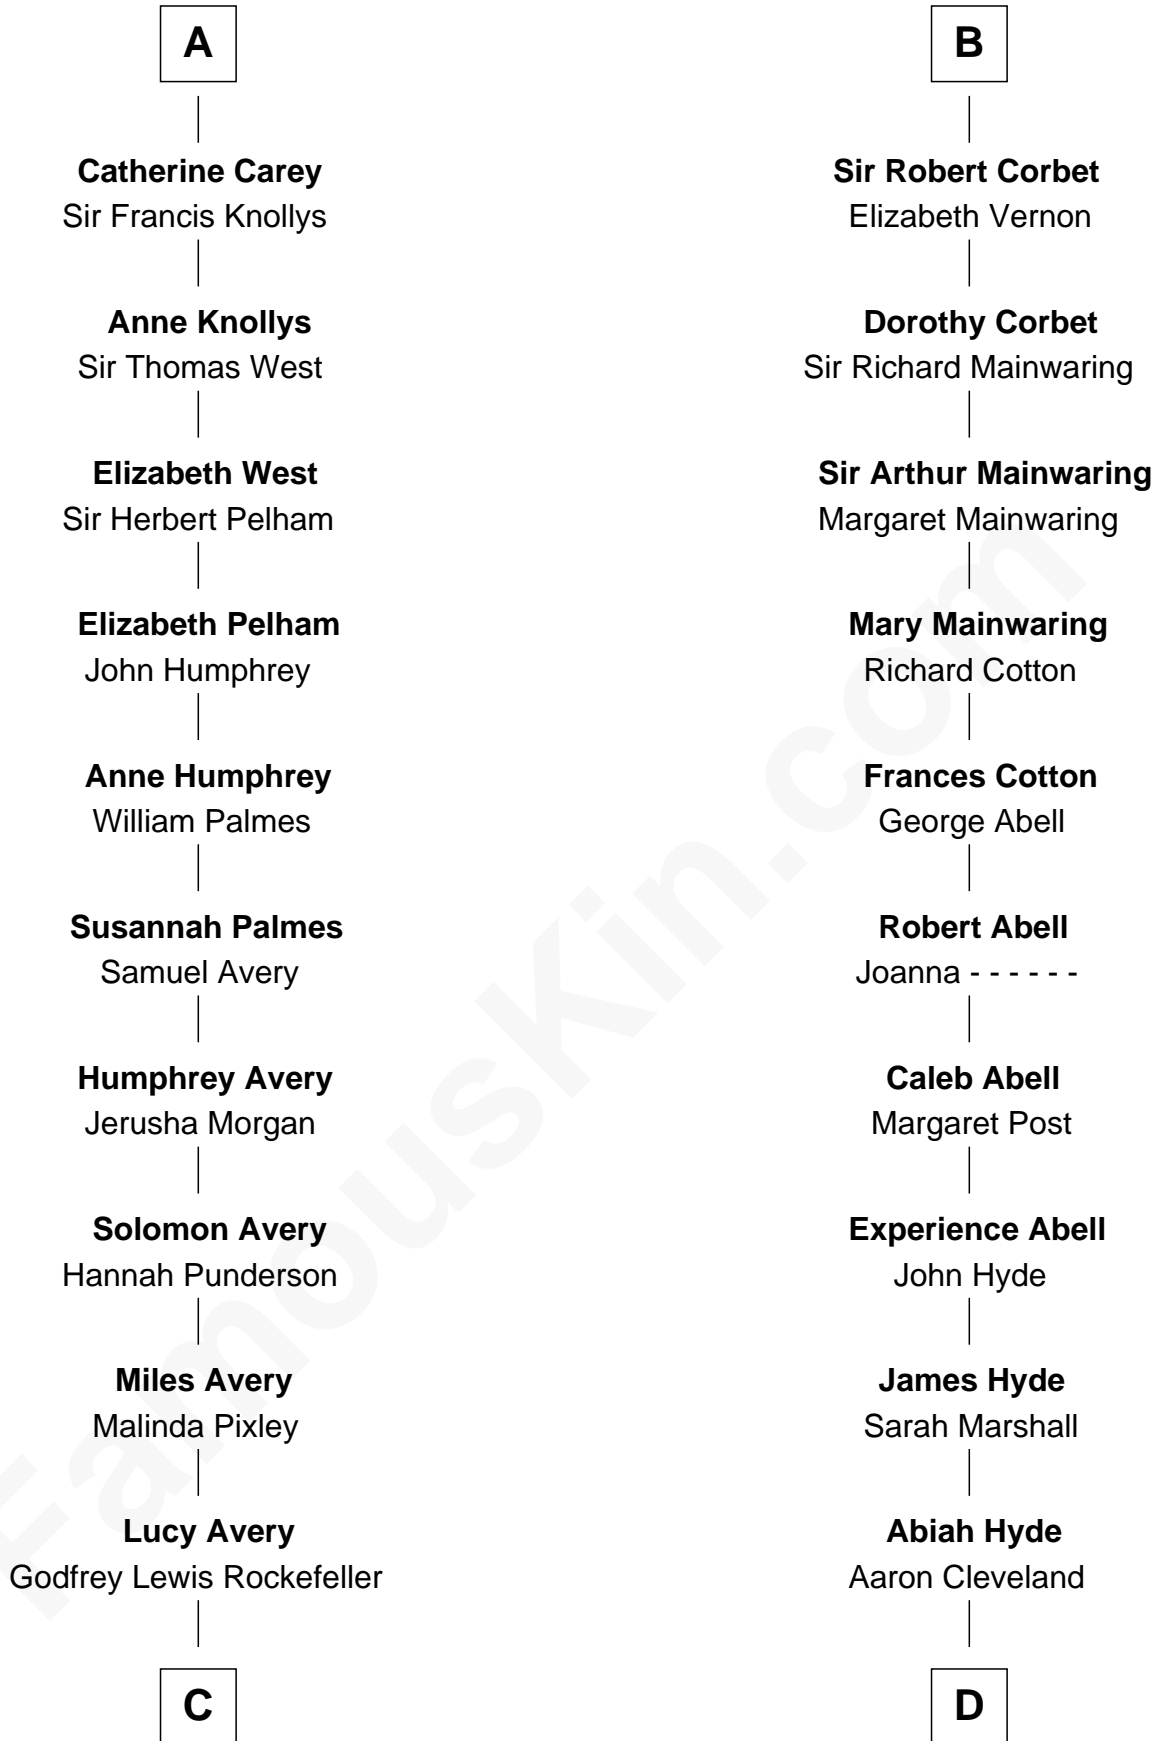 A
Catherine Carey
Sir Francis Knollys
Anne Knollys
Sir Thomas West
Elizabeth West
Sir Herbert Pelham
Elizabeth Pelham
John Humphrey
Anne Humphrey
William Palmes
Susannah Palmes
Samuel Avery
Humphrey Avery
Jerusha Morgan
Solomon Avery
Hannah Punderson
Miles Avery
Malinda Pixley
Lucy Avery
Godfrey Lewis Rockefeller
C
B
Sir Robert Corbet
Elizabeth Vernon
Dorothy Corbet
Sir Richard Mainwaring
Sir Arthur Mainwaring
Margaret Mainwaring
Mary Mainwaring
Richard Cotton
Frances Cotton
George Abell
Robert Abell
Joanna - - - - - -
Caleb Abell
Margaret Post
Experience Abell
John Hyde
James Hyde
Sarah Marshall
Abiah Hyde
Aaron Cleveland
D
FamousKin.com